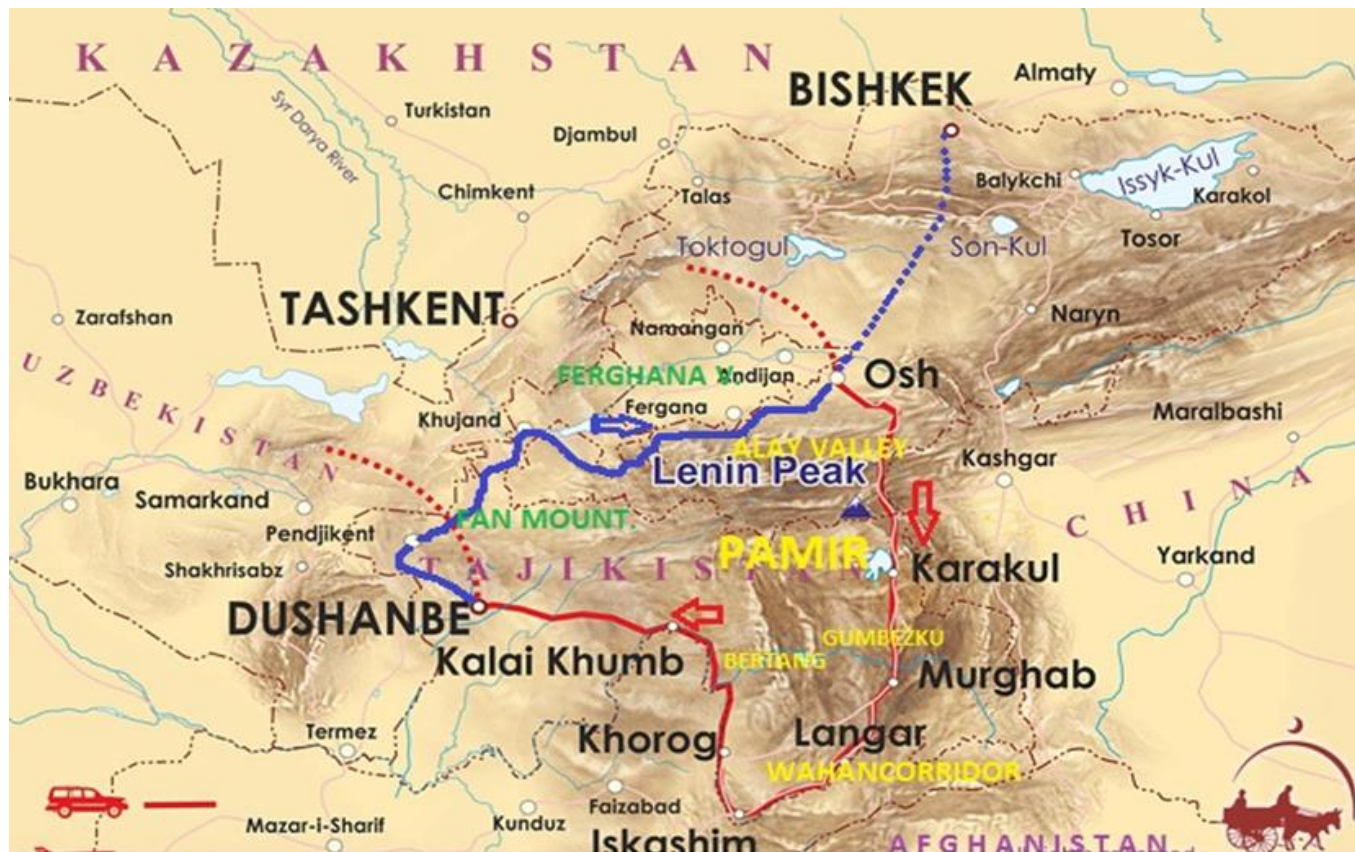 KAZAKHSTAN
BISHKEK
Almaty
Syr Darya River
Turkistan
Djambul
Chimkent
Talas
Balykchi
Issyk-Kul
Karakol
Toktogul
Son-Kul
Tosor
TASHKENT
Zarafshan
Namangan
Naryn
UZBEKISTAN
FERGHANA V.
Andijan
Osh
Khujand
Fergana
Maralbashi
ALAY VALLEY
Lenin Peak
Kashgar
Bukhara
Samarkand
CHINA
Pendjikent
FAN MOUNT.
PAMIR
TAJIKISTAN
Karakul
Yarkand
Shakhrisabz
DUSHANBE
Kalai Khumb
GUMBEZKU
BERTANG
Murghab
Termez
Khorog
Langar
WAHANCORRIDOR
Faizabad
Mazar-i-Sharif
Kunduz
Iskashim
AFGHANISTAN